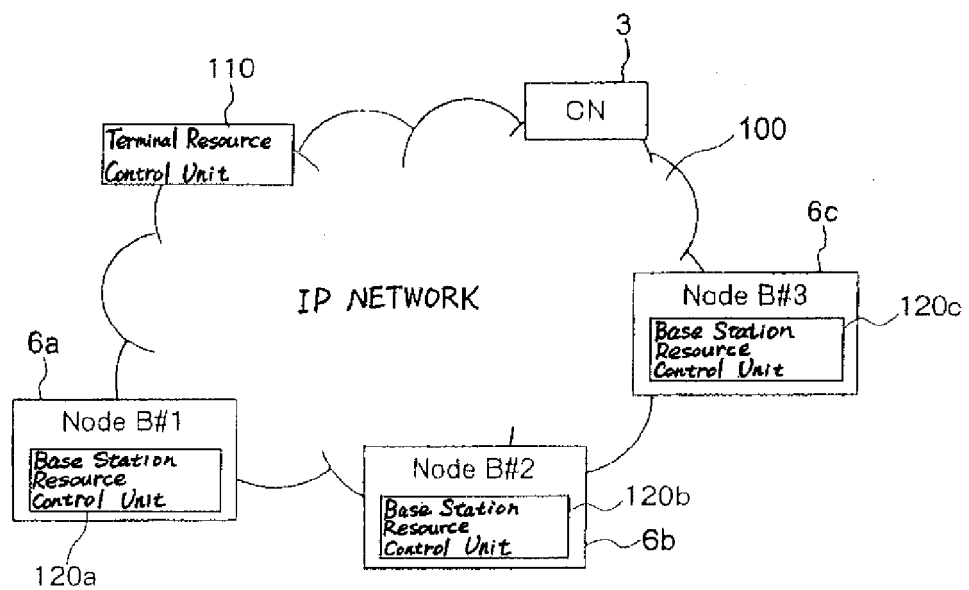 3
110
CN
Terminal Resource
Control Unit
100
6c
IP NETWORK
Node B#3
120c
Base Station
Resource
Control Unit
6a
Node B#1
Base Station
Resource
Control Unit
120a
Node B#2
120b
Base Station
Resource
Control Unit
6b